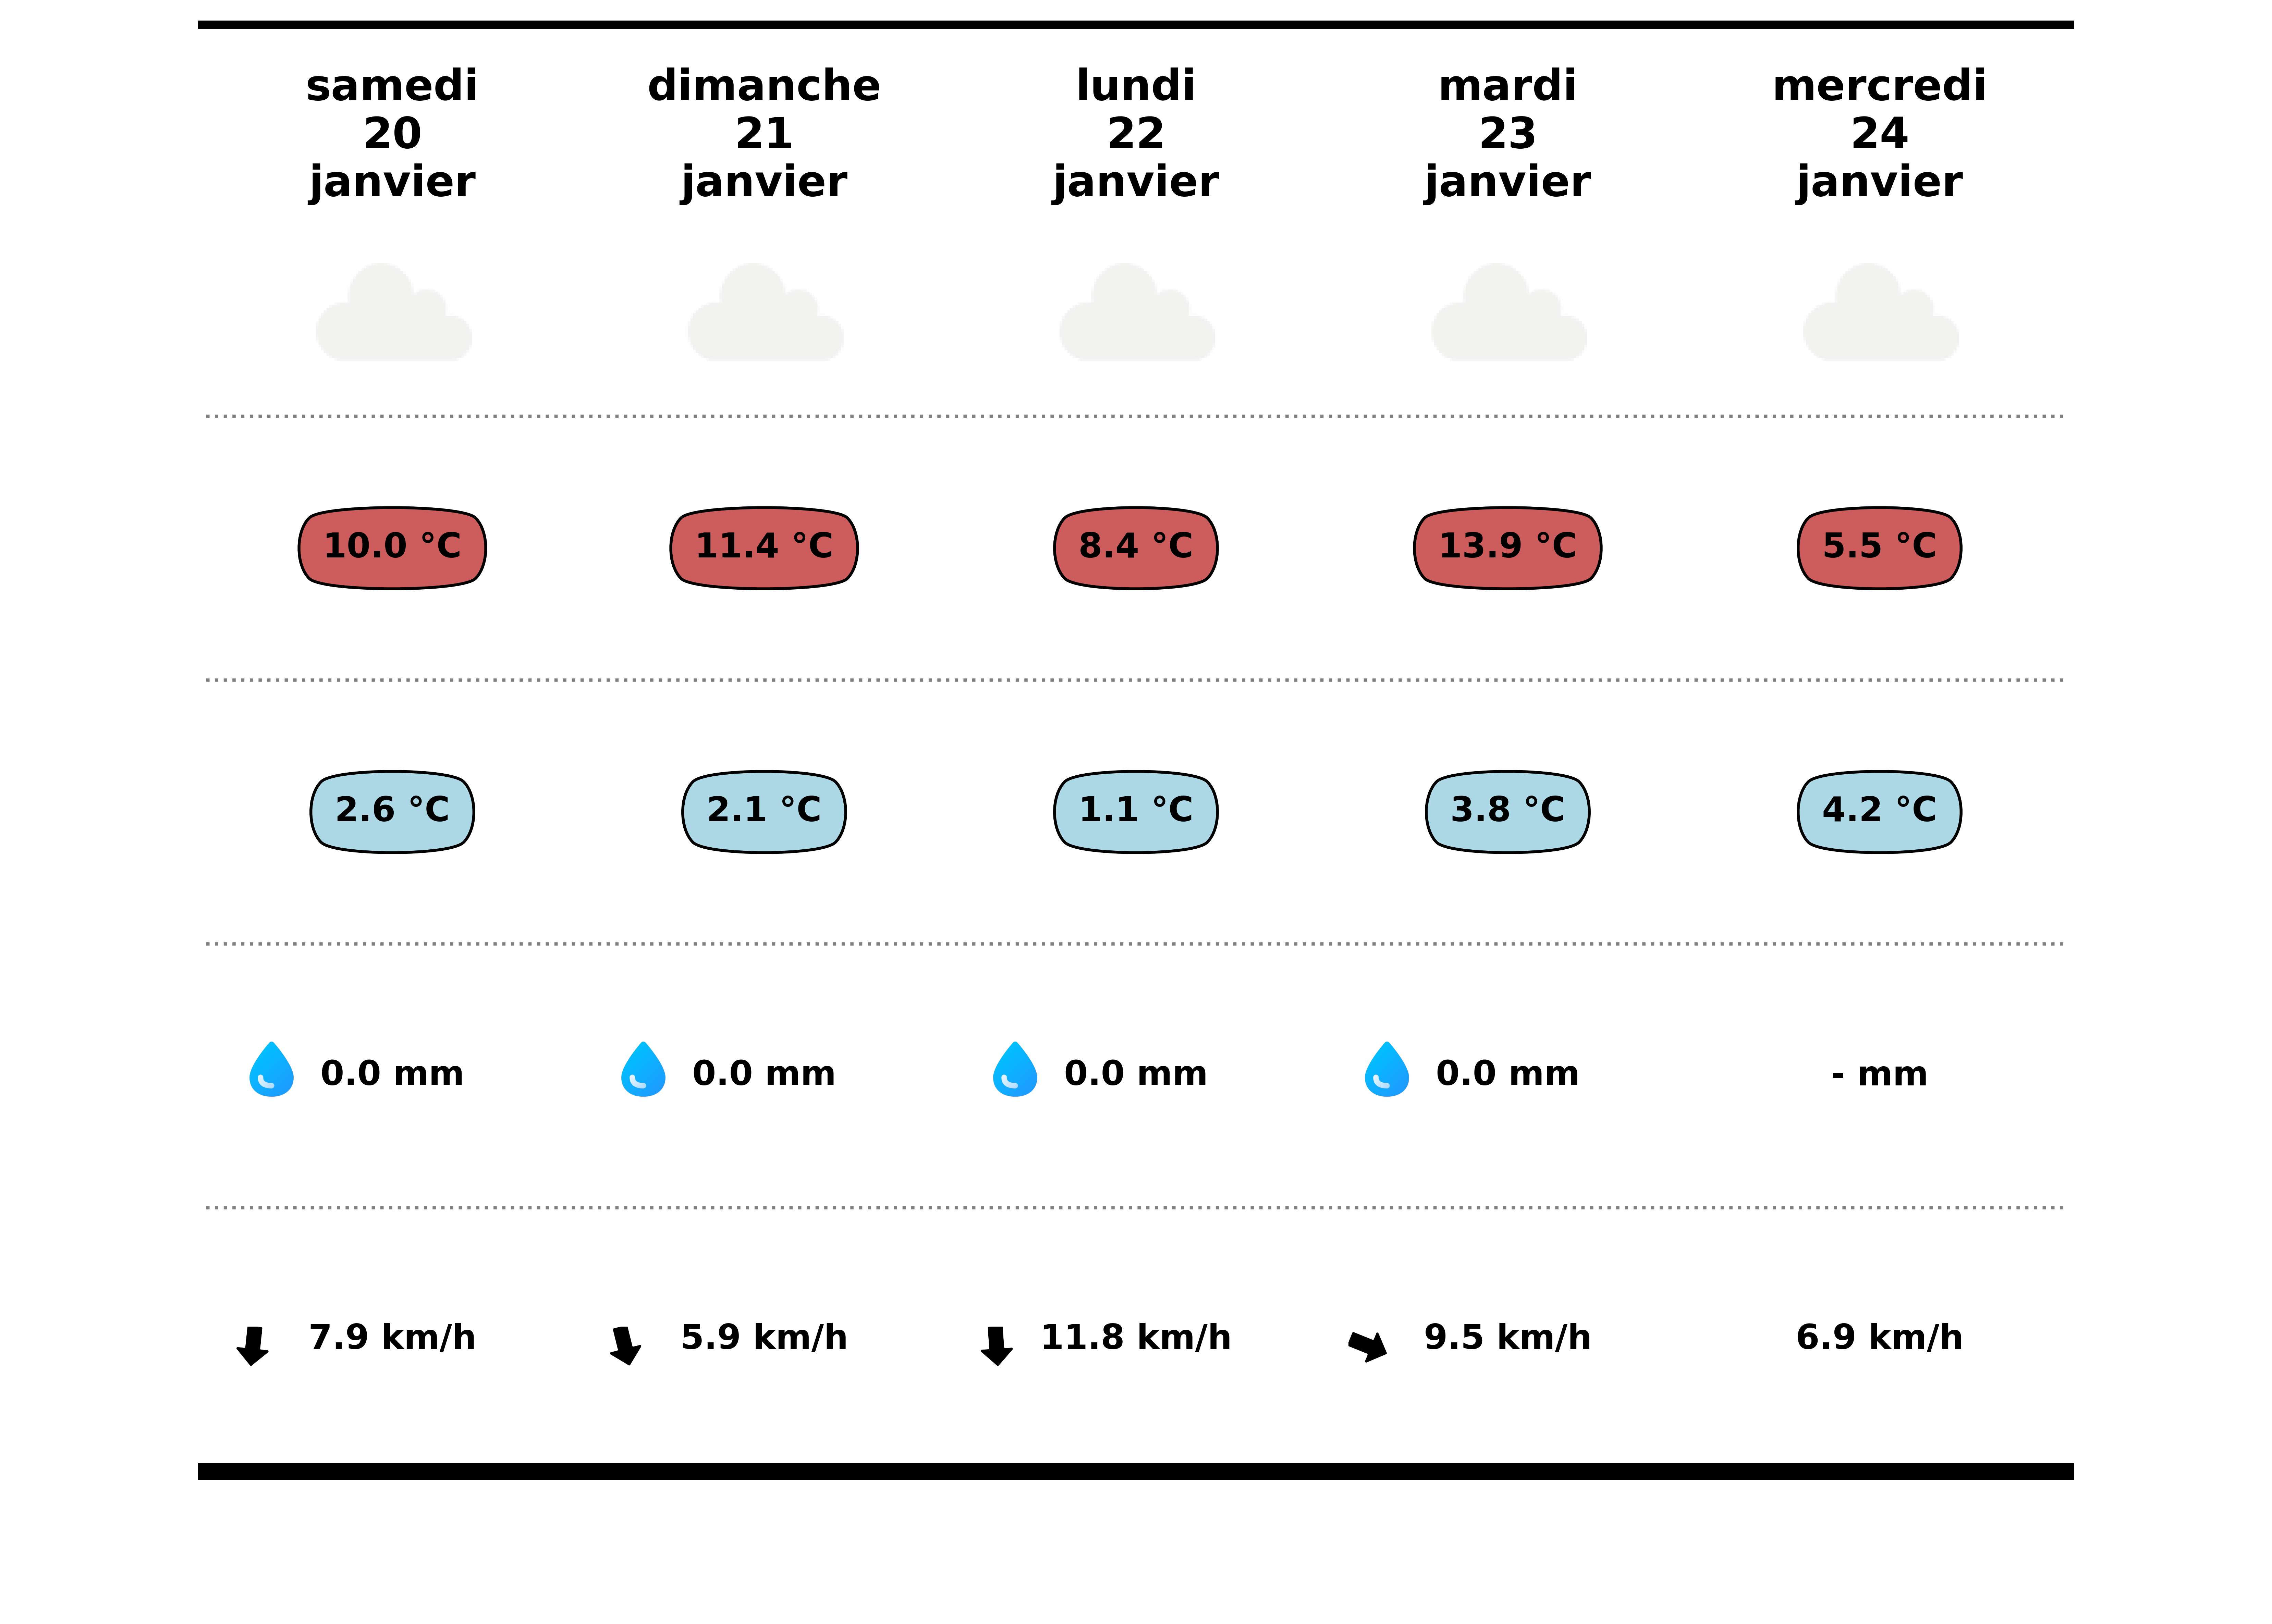 samedi
20
janvier
dimanche
21
janvier
lundi
22
janvier
mardi
23
janvier
mercredi
24
janvier
10.0 °C
11.4 °C
8.4 °C
13.9 °C
5.5 °C
2.6 °C
2.1 °C
1.1 °C
3.8 °C
4.2 °C
0.0 mm
0.0 mm
0.0 mm
0.0 mm
- mm
7.9 km/h
5.9 km/h
11.8 km/h
9.5 km/h
6.9 km/h